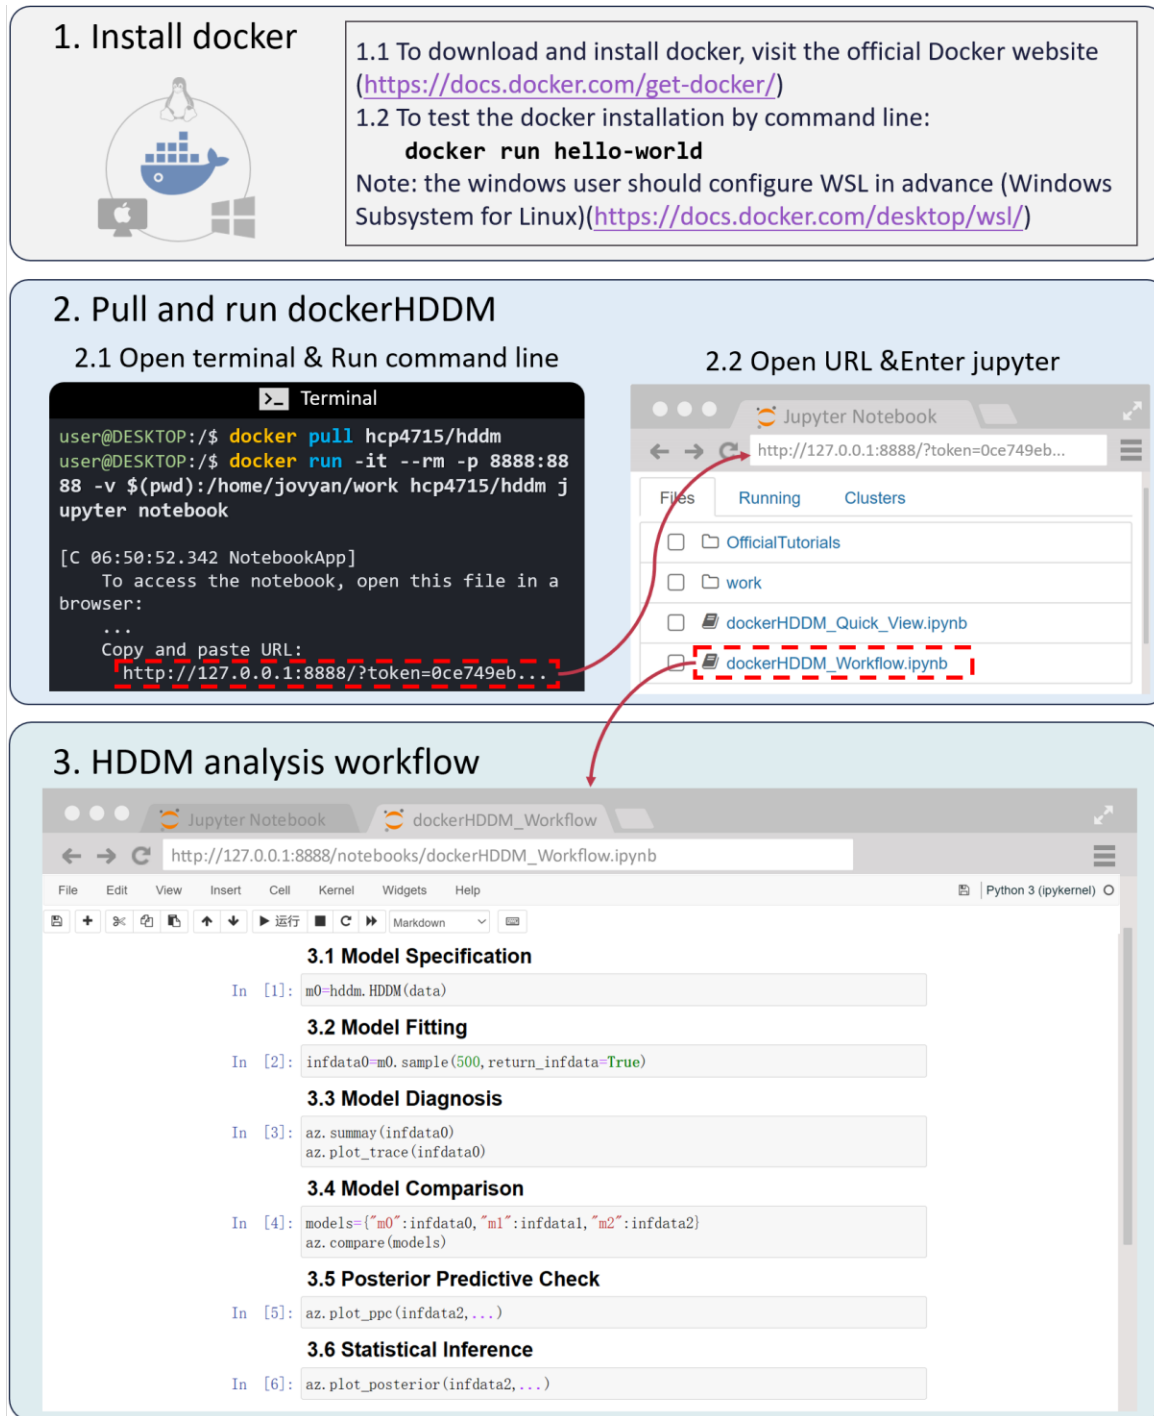 1. Install docker
1.1 To download and install docker, visit the official Docker website
(https://docs.docker.com/get-docker/)
1.2 To test the docker installation by command line:
docker run hello-world
Note: the windows user should configure WSL in advance (Windows
Subsystem for Linux)(https://docs.docker.com/desktop/wsl/)
2. Pull and run dockerHDDM
2.1 Open terminal & Run command line
>_ Terminal
user@DESKTOP:/$ docker pull hcp4715/hddm
user@DESKTOP:/$ docker run -it --rm -p 8888:88
88 -v $(pwd):/home/jovyan/work hcp4715/hddm j
upyter notebook
[C 06:50:52.342 NotebookApp]
To access the notebook, open this file in a
browser:
...
Copy and paste URL:
http://127.0.0.1:8888/?token=0ce749eb...
2.2 Open URL &Enter jupyter
Jupyter Notebook
http://127.0.0.1:8888/?token=0ce749eb...
Files Running Clusters
OfficialTutorials
work
dockerHDDM_Quick_View.ipynb
dockerHDDM_Workflow.ipynb
3. HDDM analysis workflow
Jupyter Notebook dockerHDDM_Workflow
http://127.0.0.1:8888/notebooks/dockerHDDM_Workflow.ipynb
File Edit View Insert Cell Kernel Widgets Help Python 3 (ipykernel)
运行 Markdown
3.1 Model Specification
In [1]: m0=hddm.HDDM(data)
3.2 Model Fitting
In [2]: infdata0=m0.sample(500,return_infdata=True)
3.3 Model Diagnosis
In [3]: az.summay(infdata0)
az.plot_trace(infdata0)
3.4 Model Comparison
In [4]: models={"m0":infdata0,"m1":infdata1,"m2":infdata2}
az.compare(models)
3.5 Posterior Predictive Check
In [5]: az.plot_ppc(infdata2,...)
3.6 Statistical Inference
In [6]: az.plot_posterior(infdata2,...)